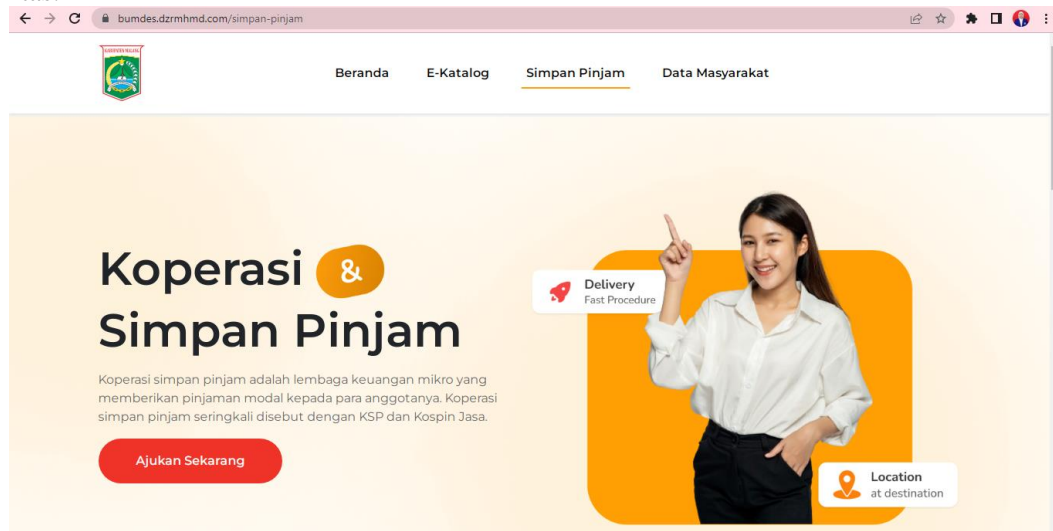 bumdes.dzrmhmd.com/simpan-pinjam
KABUPATEN MALANG
Beranda
E-Katalog
Simpan Pinjam
Data Masyarakat
Koperasi &
Simpan Pinjam
Koperasi simpan pinjam adalah lembaga keuangan mikro yang
memberikan pinjaman modal kepada para anggotanya. Koperasi
simpan pinjam seringkali disebut dengan KSP dan Kospin Jasa.
Ajukan Sekarang
Delivery
Fast Procedure
Location
at destination